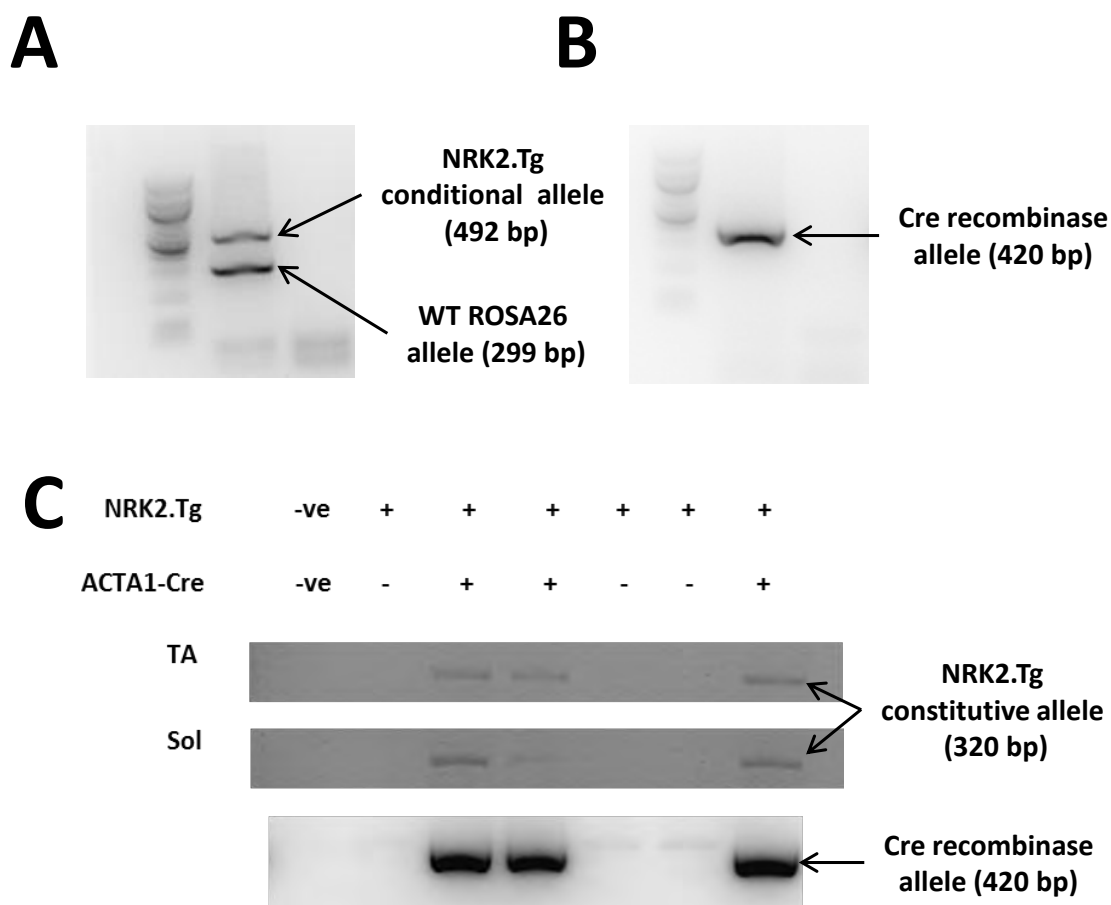 A
B
NRK2.Tg
conditional allele
(492 bp)
WT ROSA26
allele (299 bp)
Cre recombinase
allele (420 bp)
C
NRK2.Tg -ve + + + + + +
ACTA1-Cre -ve - + + - - +
TA
Sol
NRK2.Tg
constitutive allele
(320 bp)
Cre recombinase
allele (420 bp)